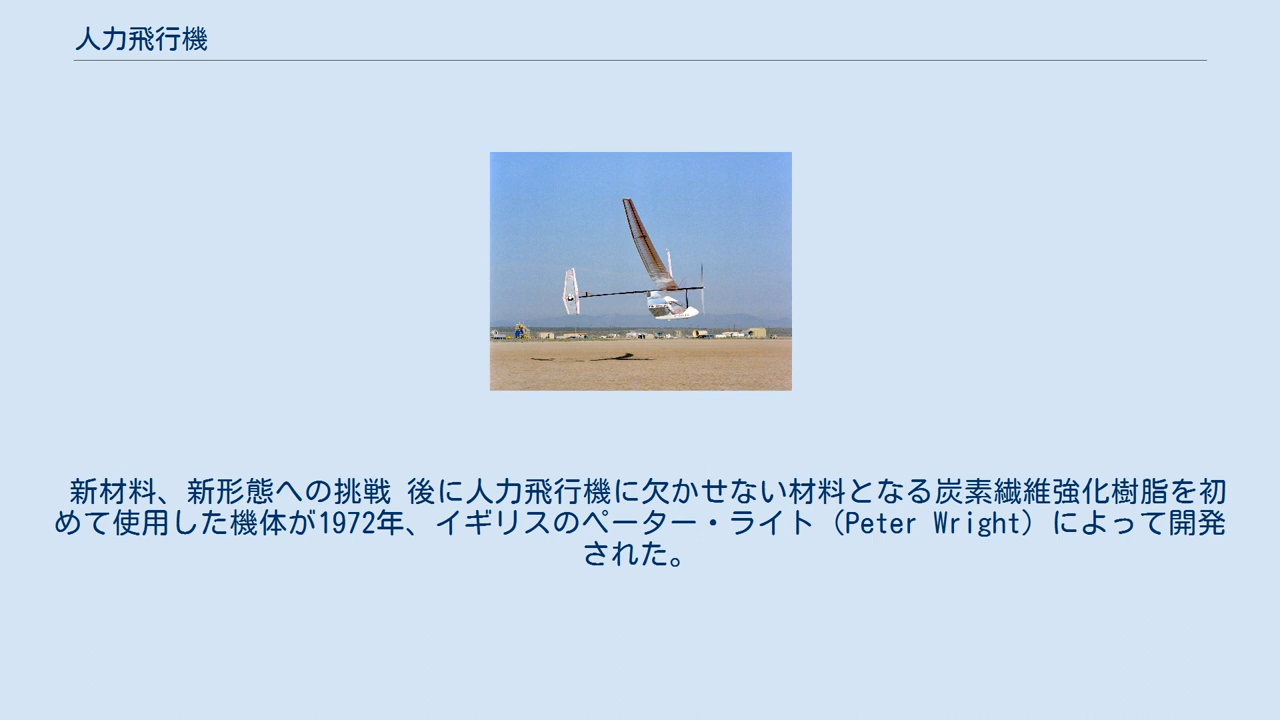 人力飛行機
新材料、新形態への挑戦 後に人力飛行機に欠かせない材料となる炭素繊維強化樹脂を初
めて使用した機体が1972年、イギリスのペーター・ライト（Peter Wright）によって開発
された。